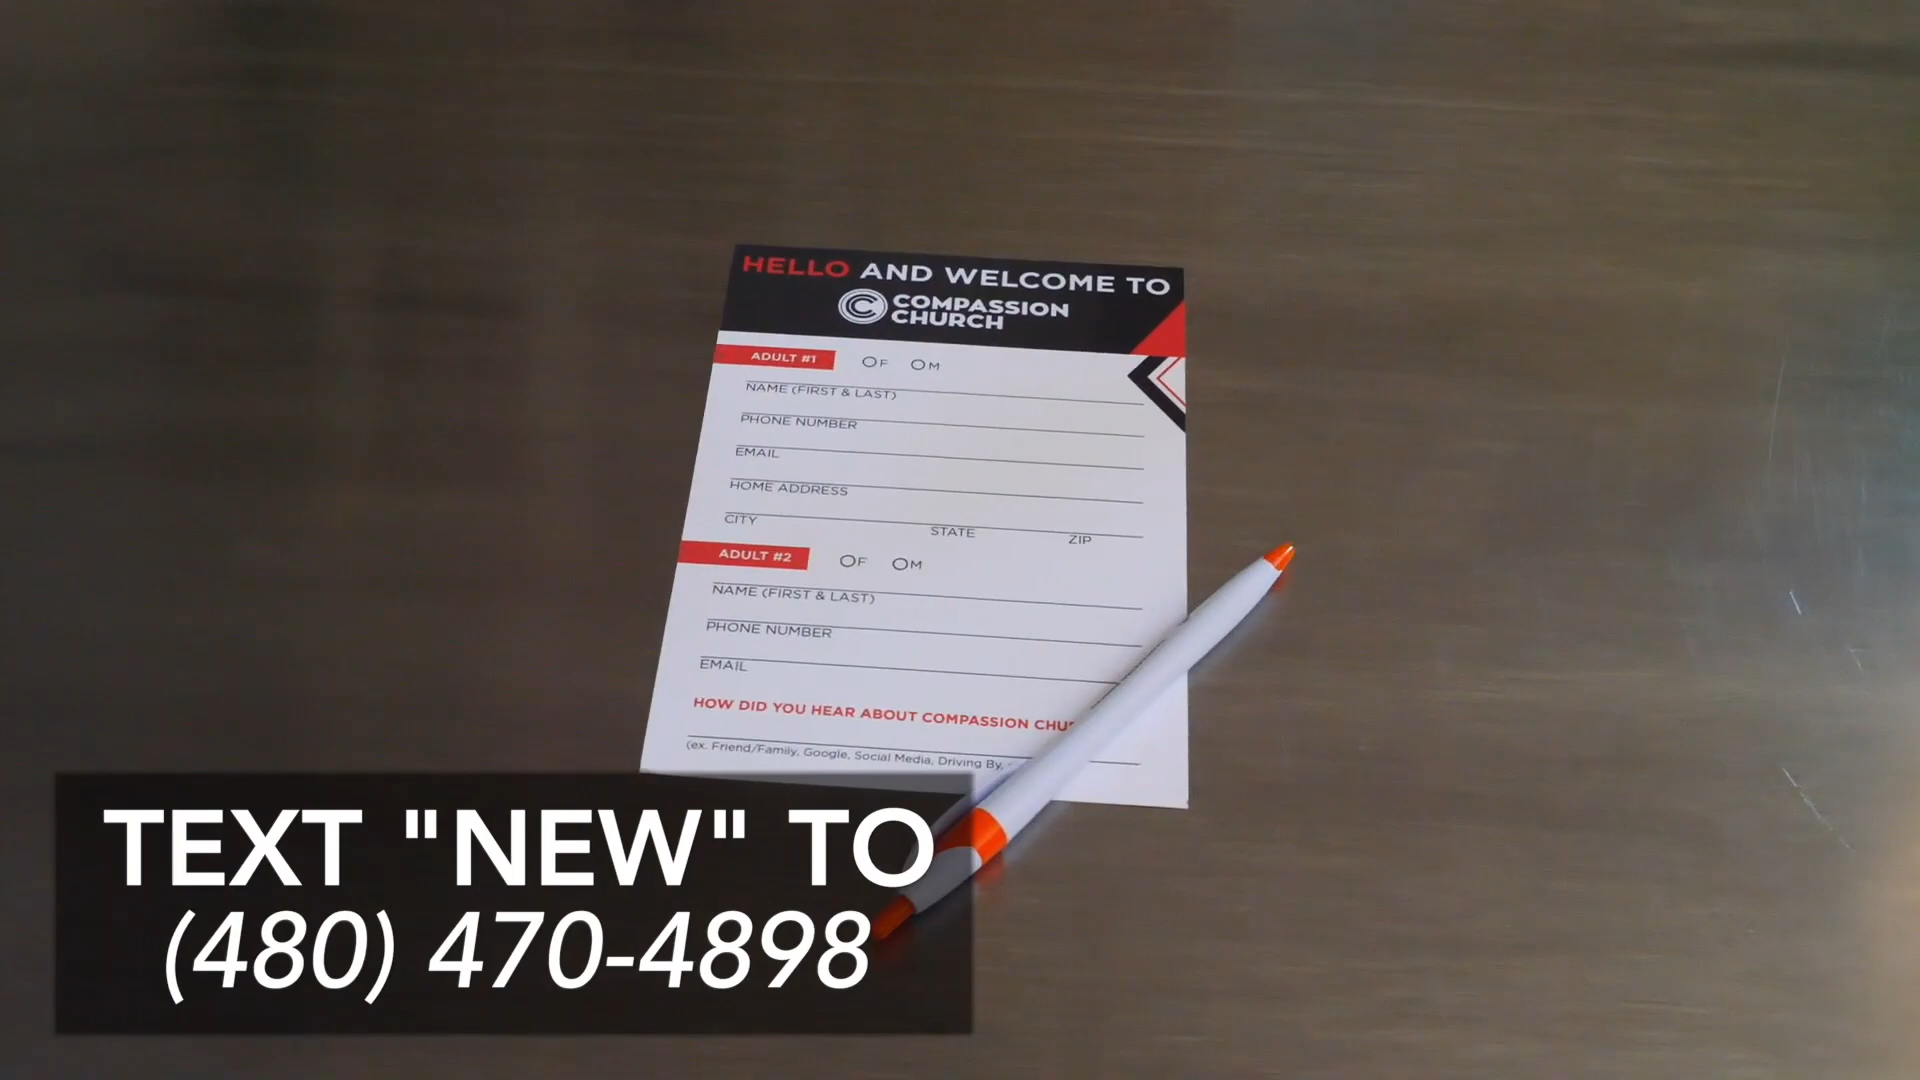 HELLO AND WELCOME TO
COMPASSION
CHURCH
ADULT #1 F M
NAME (FIRST & LAST)
PHONE NUMBER
EMAIL
HOME ADDRESS
CITY STATE ZIP
ADULT #2 F M
NAME (FIRST & LAST)
PHONE NUMBER
EMAIL
HOW DID YOU HEAR ABOUT COMPASSION
(ex. Friend/Family, Google, Social Media, Driving By,
TEXT "NEW" TO
(480) 470-4898